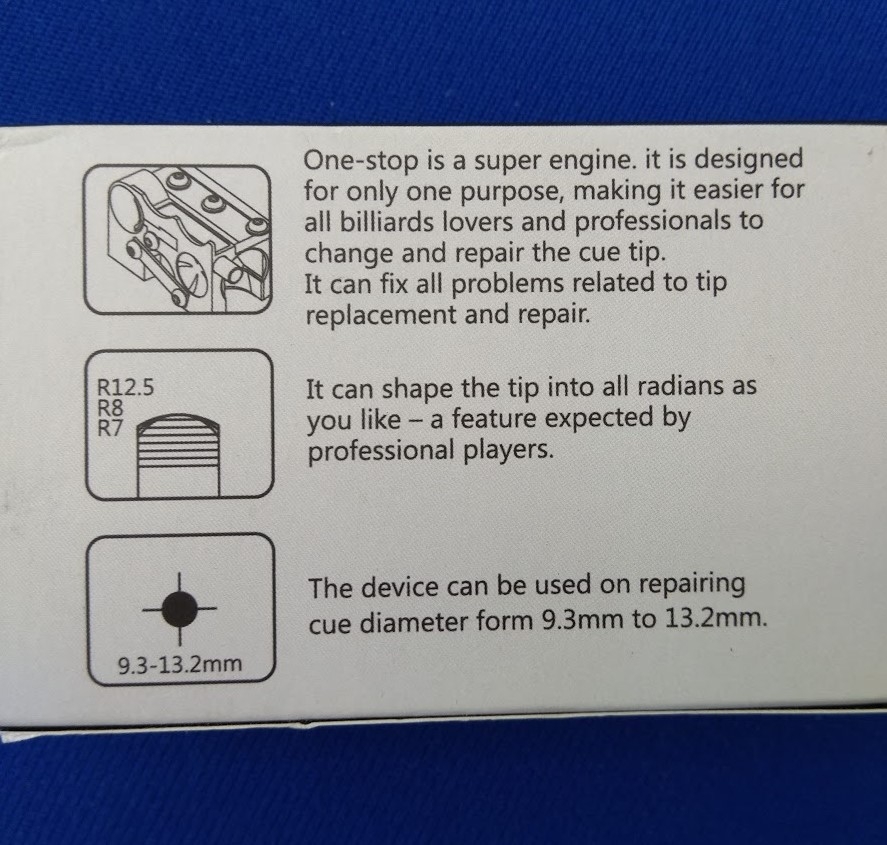 One-stop is a super engine. it is designed
for only one purpose, making it easier for
all billiards lovers and professionals to
change and repair the cue tip.
It can fix all problems related to tip
replacement and repair.
R12.5
R8
R7
It can shape the tip into all radians as
you like – a feature expected by
professional players.
9.3-13.2mm
The device can be used on repairing
cue diameter form 9.3mm to 13.2mm.